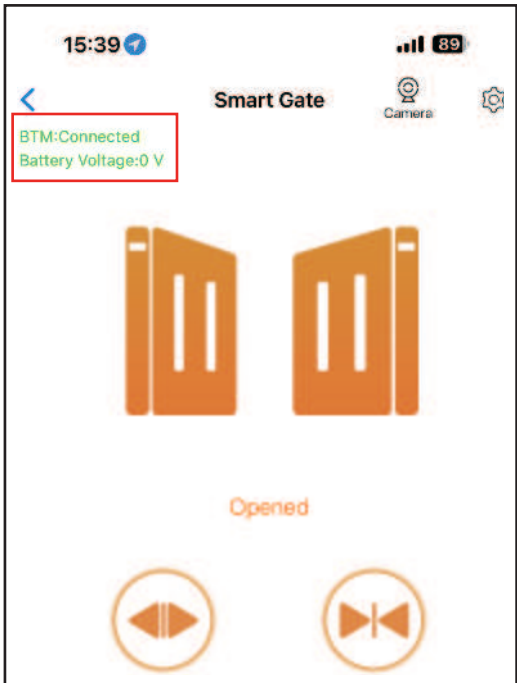 15:39
89
Smart Gate
Camera
BTM:Connected
Battery Voltage:0 V
Opened